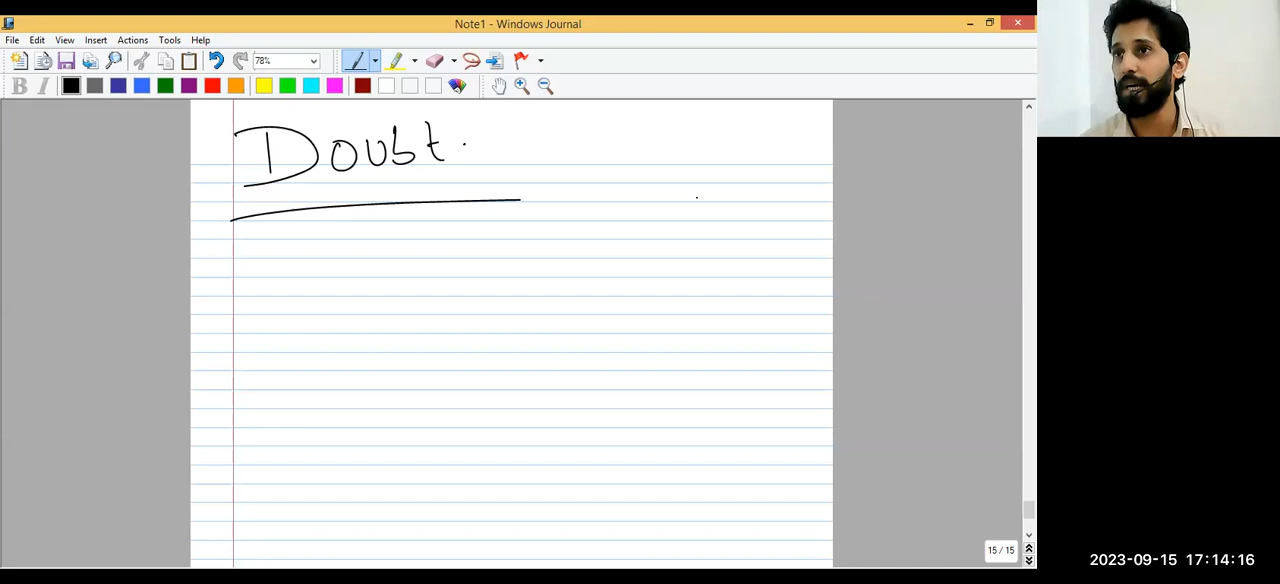 Note1 - Windows Journal
File Edit View Insert Actions Tools Help
78%
B I
Doubt.
15 / 15
2023-09-15 17:14:16